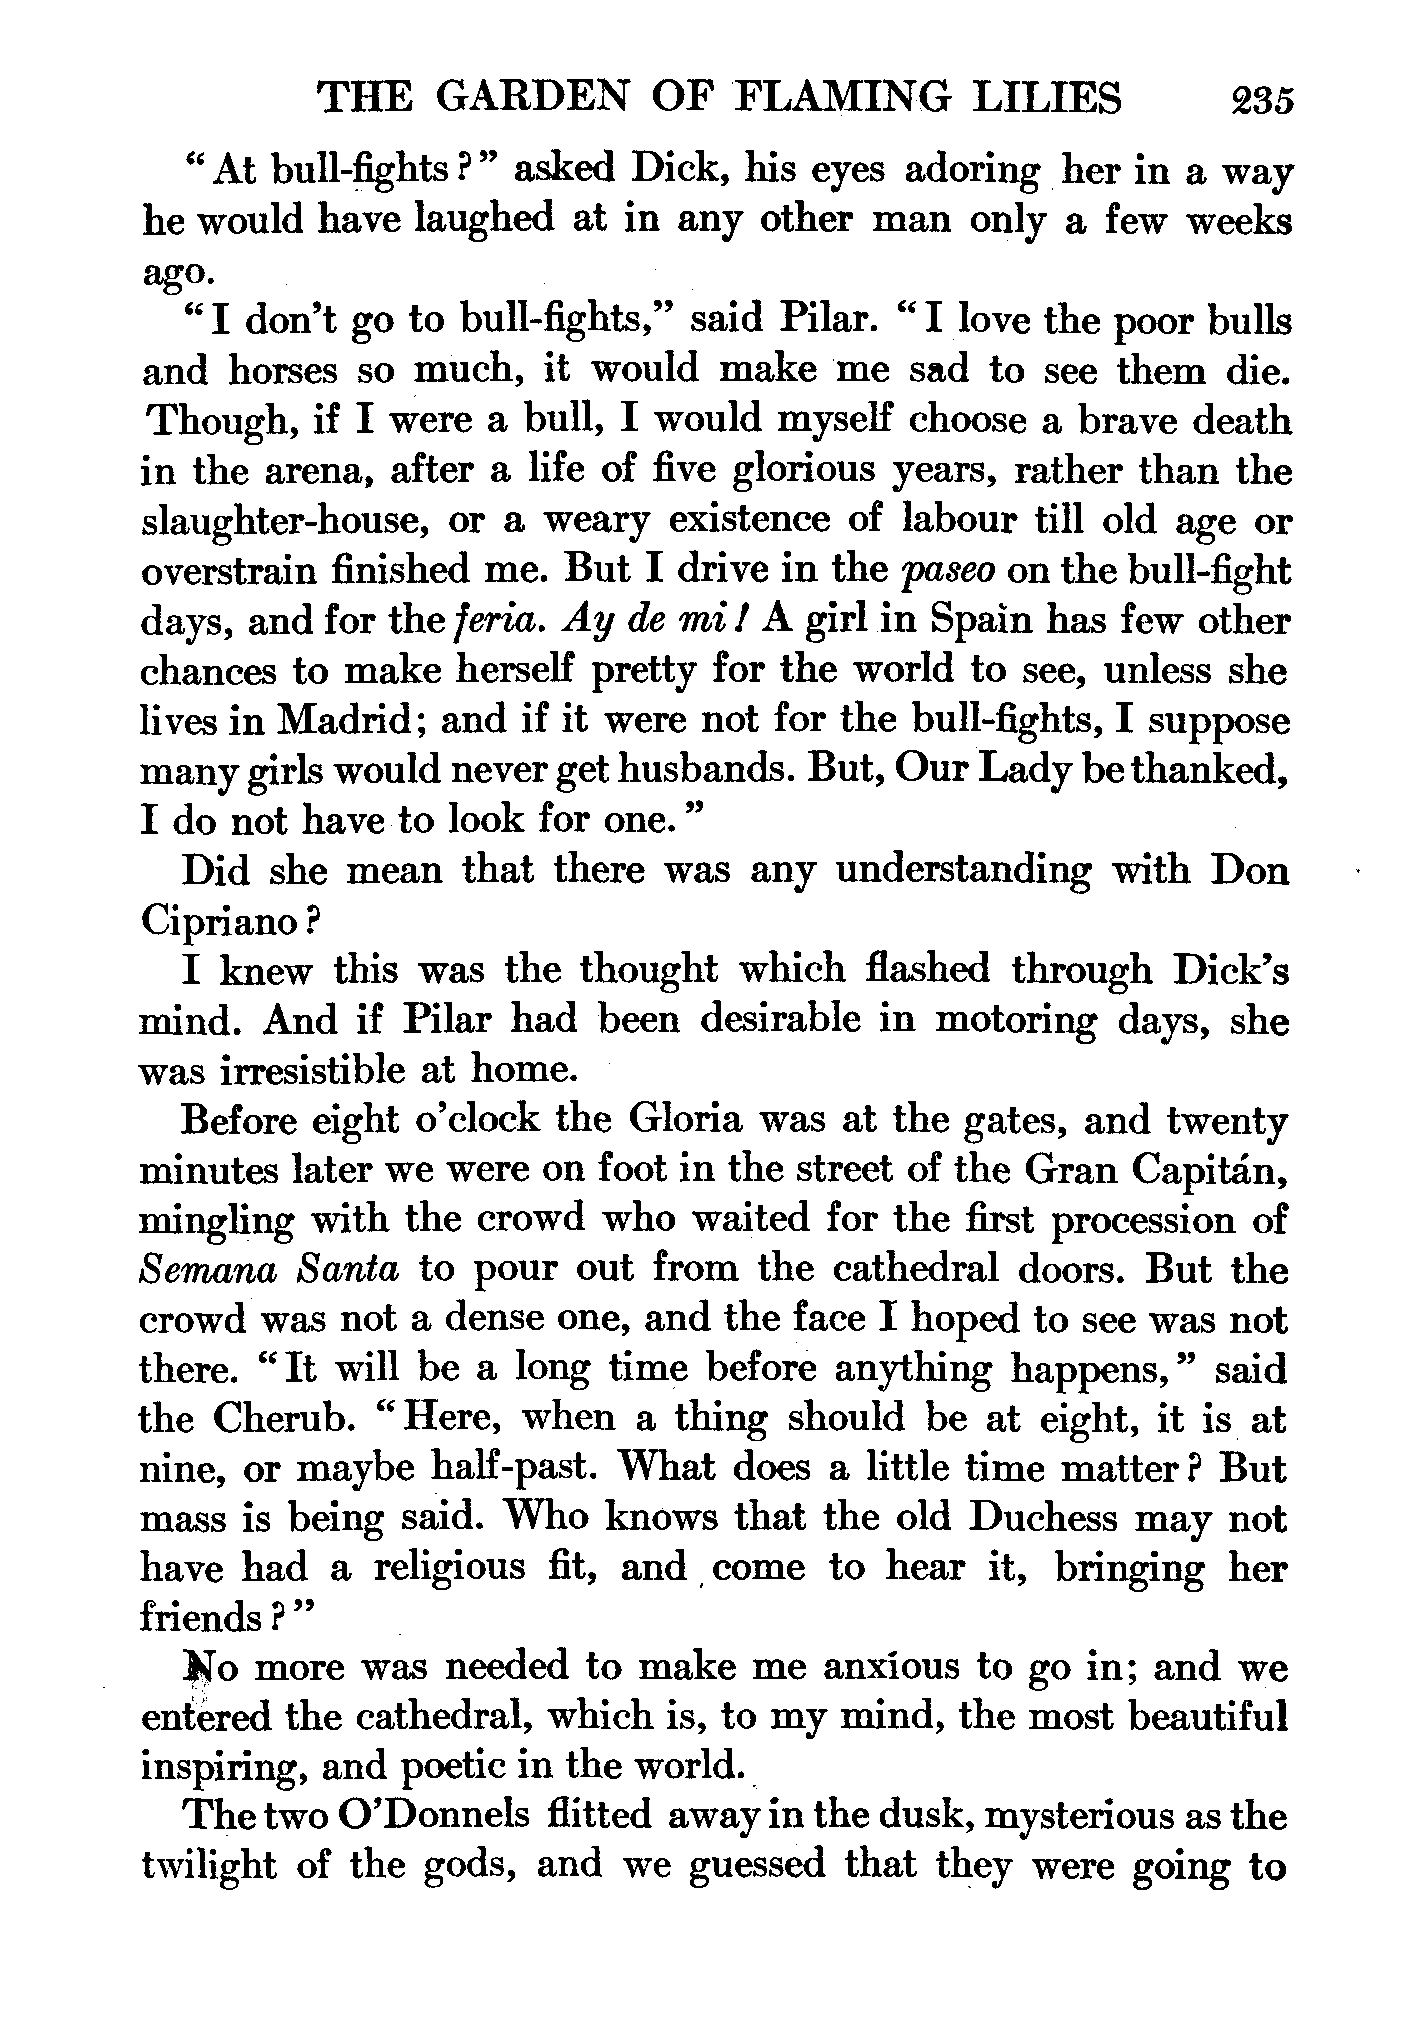 THE GARDEN OF FLAMING LILIES 235
"At bull-fights?" asked Dick, his eyes adoring her in a way
he would have laughed at in any other man only a few weeks
ago.
"I don't go to bull-fights," said Pilar. "I love the poor bulls
and horses so much, it would make me sad to see them die.
Though, if I were a bull, I would myself choose a brave death
in the arena, after a life of five glorious years, rather than the
slaughter-house, or a weary existence of labour till old age or
overstrain finished me. But I drive in the paseo on the bull-fight
days, and for the feria. Ay de mi! A girl in Spain has few other
chances to make herself pretty for the world to see, unless she
lives in Madrid; and if it were not for the bull-fights, I suppose
many girls would never get husbands. But, Our Lady be thanked,
I do not have to look for one."
Did she mean that there was any understanding with Don
Cipriano?
I knew this was the thought which flashed through Dick's
mind. And if Pilar had been desirable in motoring days, she
was irresistible at home.
Before eight o'clock the Gloria was at the gates, and twenty
minutes later we were on foot in the street of the Gran Capitán,
mingling with the crowd who waited for the first procession of
Semana Santa to pour out from the cathedral doors. But the
crowd was not a dense one, and the face I hoped to see was not
there. "It will be a long time before anything happens," said
the Cherub. "Here, when a thing should be at eight, it is at
nine, or maybe half-past. What does a little time matter? But
mass is being said. Who knows that the old Duchess may not
have had a religious fit, and come to hear it, bringing her
friends?"
No more was needed to make me anxious to go in; and we
entered the cathedral, which is, to my mind, the most beautiful
inspiring, and poetic in the world.
The two O'Donnels flitted away in the dusk, mysterious as the
twilight of the gods, and we guessed that they were going to